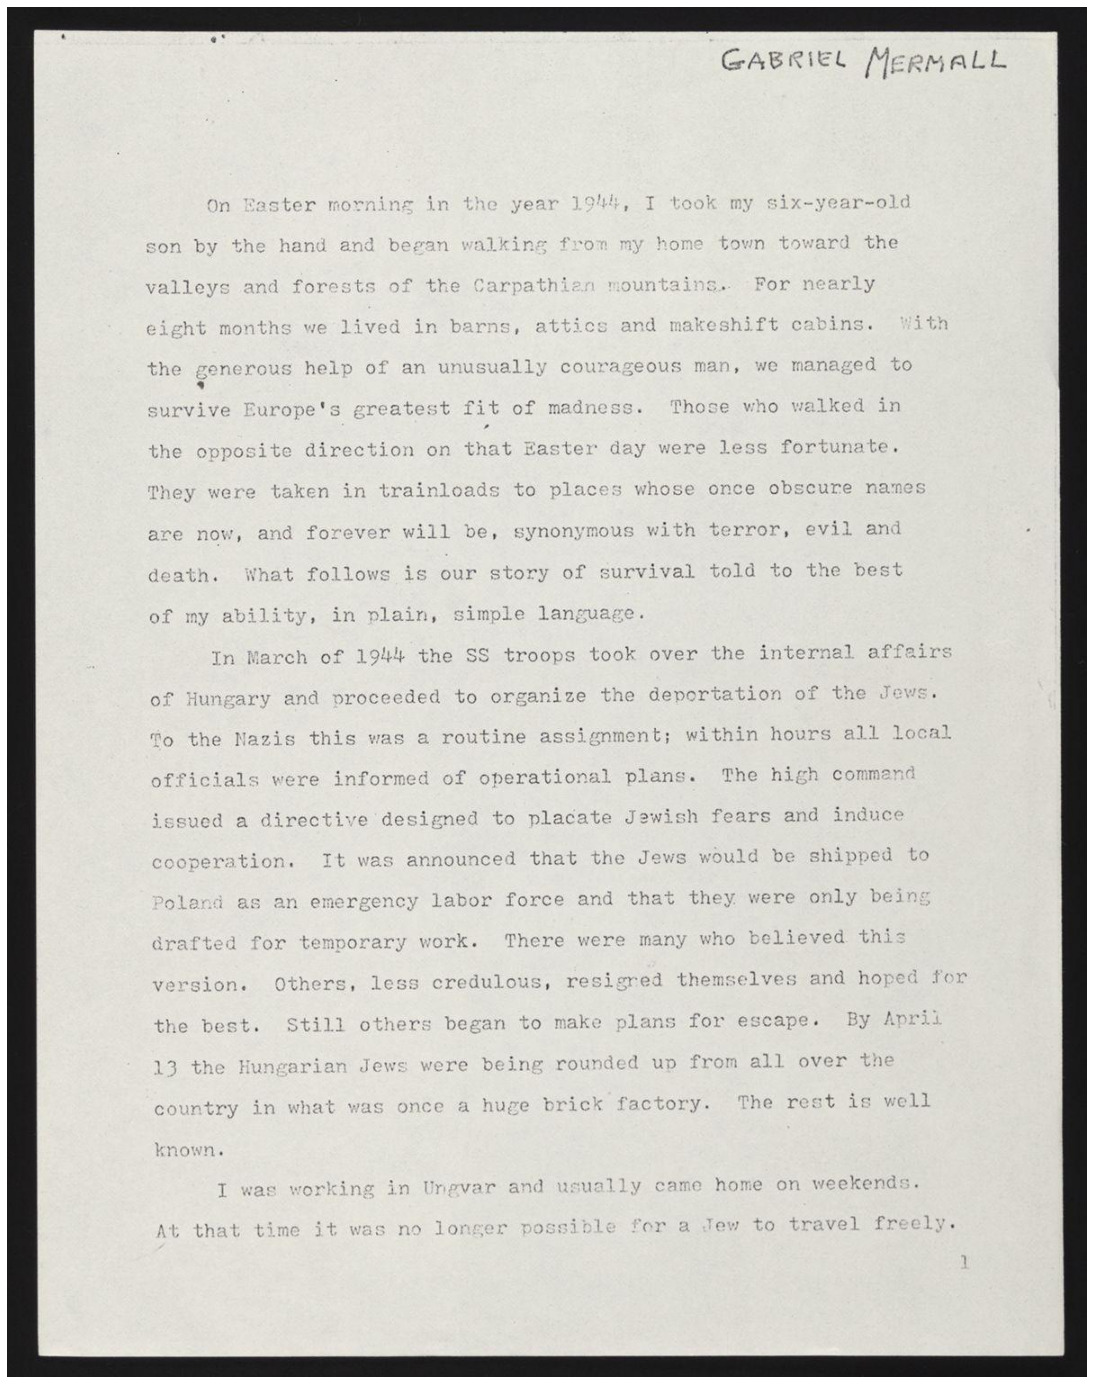 GABRIEL MERMALL
On Easter morning in the year 1944, I took my six-year-old
son by the hand and began walking from my home town toward the
valleys and forests of the Carpathian mountains. For nearly
eight months we lived in barns, attics and makeshift cabins. With
the generous help of an unusually courageous man, we managed to
survive Europe's greatest fit of madness. Those who walked in
the opposite direction on that Easter day were less fortunate.
They were taken in trainloads to places whose once obscure names
are now, and forever will be, synonymous with terror, evil and
death. What follows is our story of survival told to the best
of my ability, in plain, simple language.
In March of 1944 the SS troops took over the internal affairs
of Hungary and proceeded to organize the deportation of the Jews.
To the Nazis this was a routine assignment; within hours all local
officials were informed of operational plans. The high command
issued a directive designed to placate Jewish fears and induce
cooperation. It was announced that the Jews would be shipped to
Poland as an emergency labor force and that they were only being
drafted for temporary work. There were many who believed this
version. Others, less credulous, resigned themselves and hoped for
the best. Still others began to make plans for escape. By April
13 the Hungarian Jews were being rounded up from all over the
country in what was once a huge brick factory. The rest is well
known.
I was working in Ungvar and usually came home on weekends.
At that time it was no longer possible for a Jew to travel freely.
1